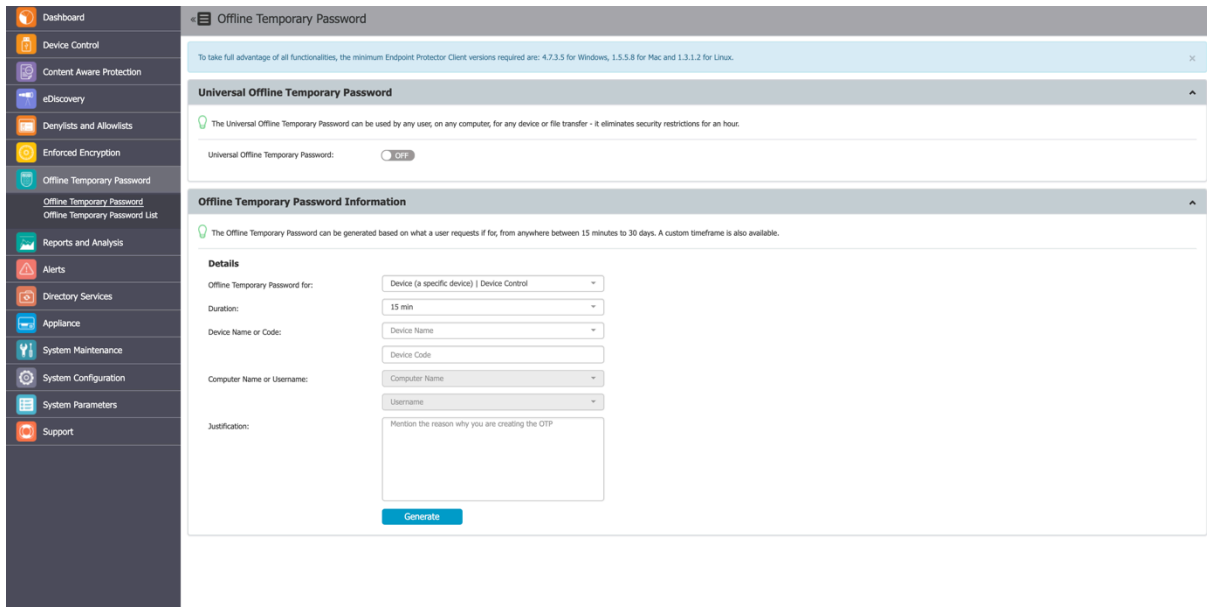 Dashboard
Device Control
Content Aware Protection
eDiscovery
Denylists and Allowlists
Enforced Encryption
Offline Temporary Password
Offline Temporary Password
Offline Temporary Password List
Reports and Analysis
Alerts
Directory Services
Appliance
System Maintenance
System Configuration
System Parameters
Support
Offline Temporary Password
To take full advantage of all functionalities, the minimum Endpoint Protector Client versions required are: 4.7.3.5 for Windows, 1.5.5.8 for Mac and 1.3.1.2 for Linux.
Universal Offline Temporary Password
The Universal Offline Temporary Password can be used by any user, on any computer, for any device or file transfer - it eliminates security restrictions for an hour.
Universal Offline Temporary Password: OFF
Offline Temporary Password Information
The Offline Temporary Password can be generated based on what a user requests if for, from anywhere between 15 minutes to 30 days. A custom timeframe is also available.
Details
Offline Temporary Password for: Device (a specific device) | Device Control
Duration: 15 min
Device Name or Code: Device Name
Device Code
Computer Name or Username: Computer Name
Username
Justification: Mention the reason why you are creating the OTP
Generate